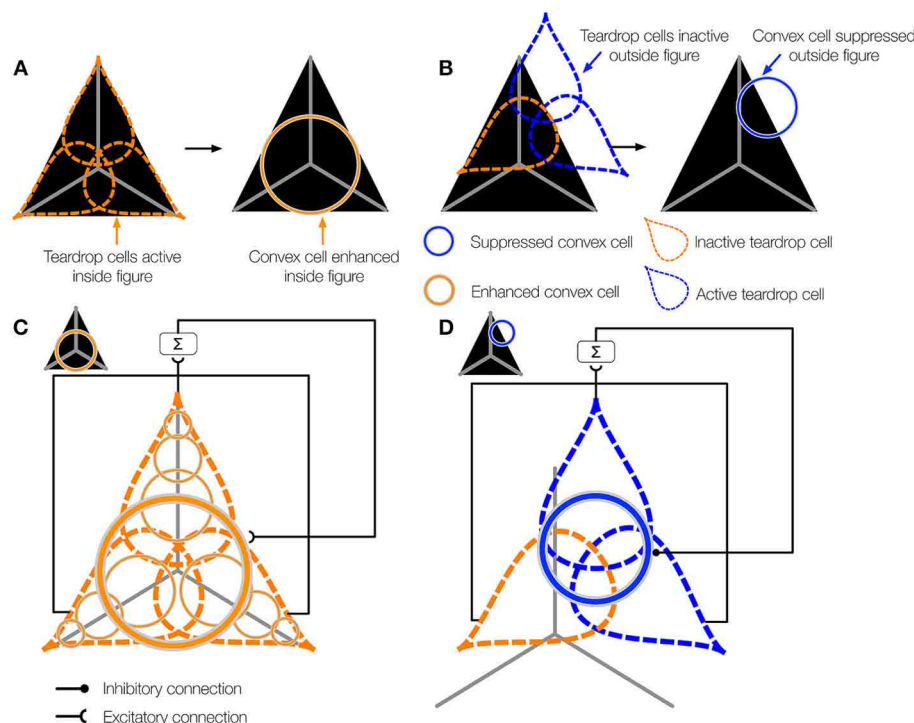 A
Teardrop cells active
inside figure
Convex cell enhanced
inside figure
B
Teardrop cells inactive
outside figure
Convex cell suppressed
outside figure
Suppressed convex cell
Inactive teardrop cell
Enhanced convex cell
Active teardrop cell
C
Σ
D
Σ
Inhibitory connection
Excitatory connection